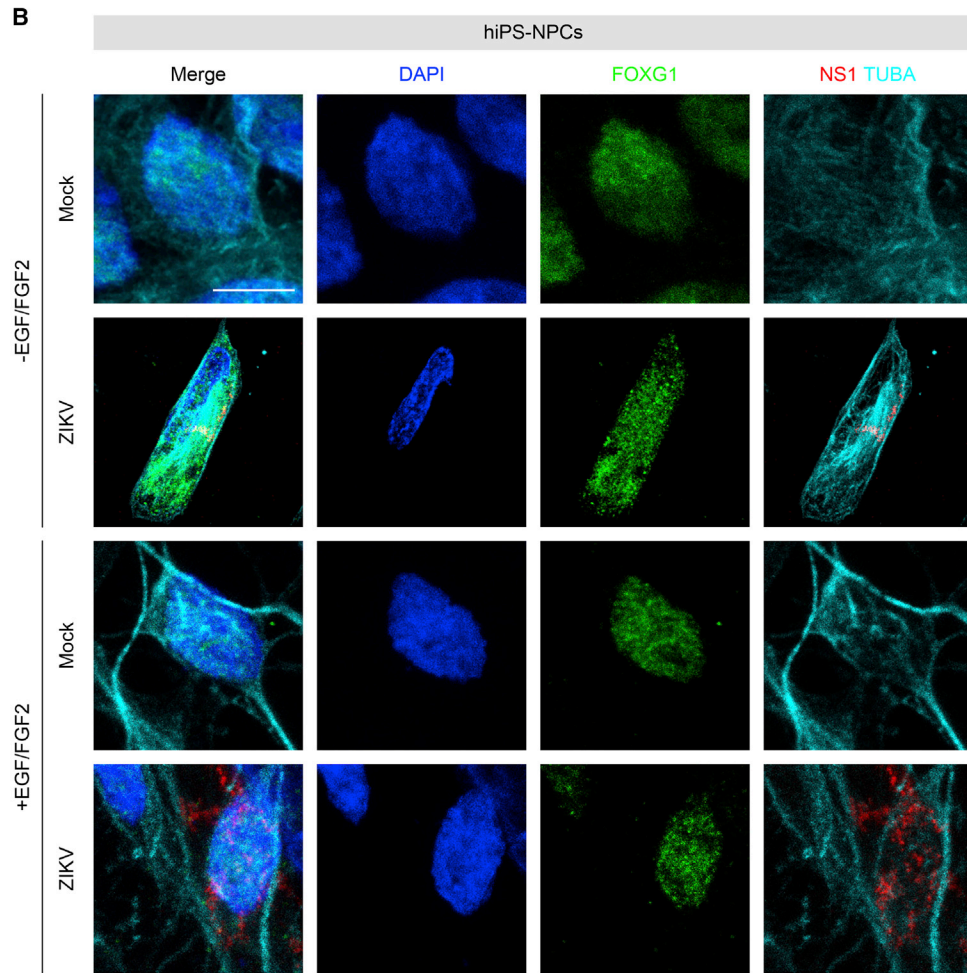 B
hiPS-NPCs
Merge DAPI FOXG1 NS1 TUBA
-EGF/FGF2
Mock
ZIKV
+EGF/FGF2
Mock
ZIKV